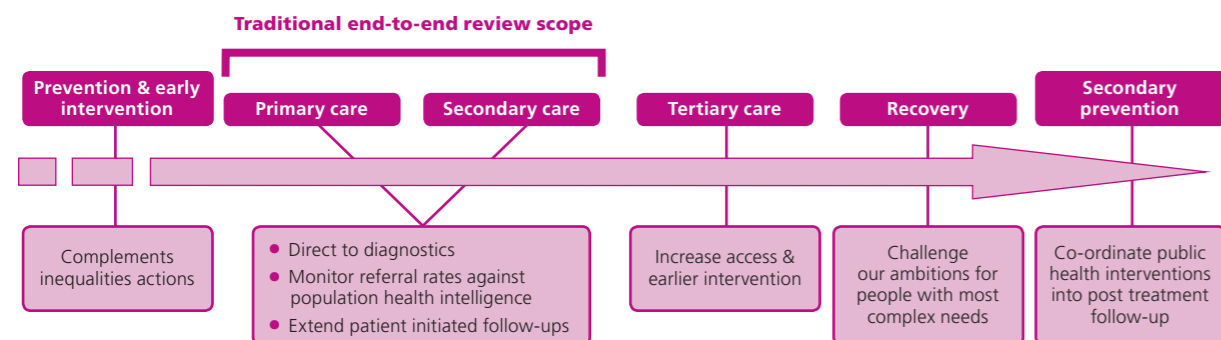 Traditional end-to-end review scope
Prevention & early
intervention
Primary care
Secondary care
Tertiary care
Recovery
Secondary
prevention
Complements
inequalities actions
● Direct to diagnostics
● Monitor referral rates against
population health intelligence
● Extend patient initiated follow-ups
Increase access &
earlier intervention
Challenge
our ambitions for
people with most
complex needs
Co-ordinate public
health interventions
into post treatment
follow-up